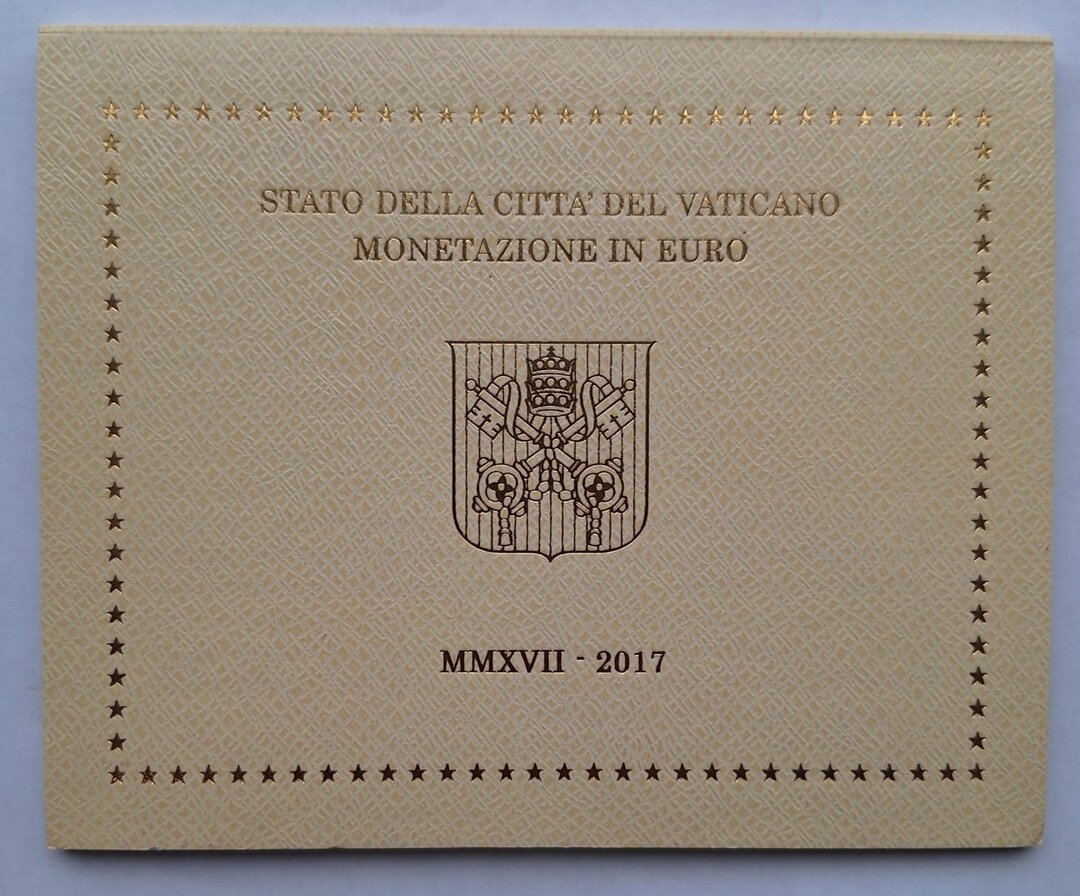 STATO DELLA CITTA' DEL VATICANO
MONETAZIONE IN EURO
MMXVII - 2017